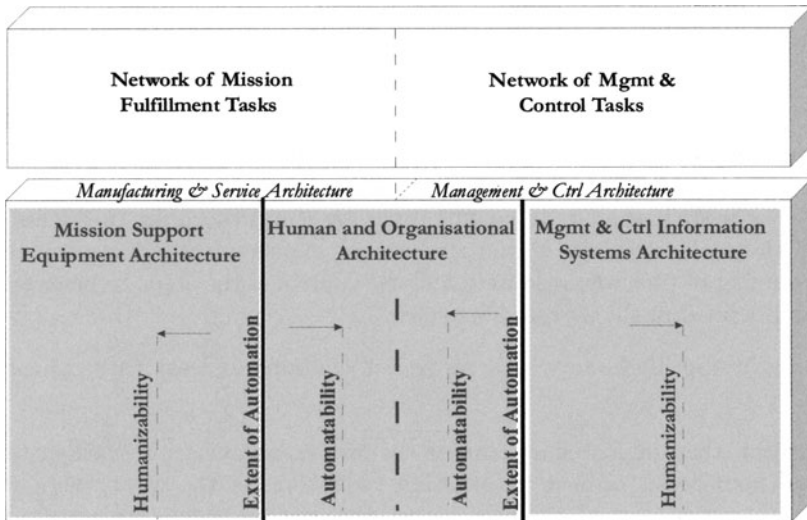 Network of Mission
Fulfillment Tasks
Network of Mgmt &
Control Tasks
Manufacturing & Service Architecture
Management & Ctrl Architecture
Mission Support
Equipment Architecture
Human and Organisational
Architecture
Mgmt & Ctrl Information
Systems Architecture
Humanizability
Extent of Automation
Automatability
Automatability
Extent of Automation
Humanizability